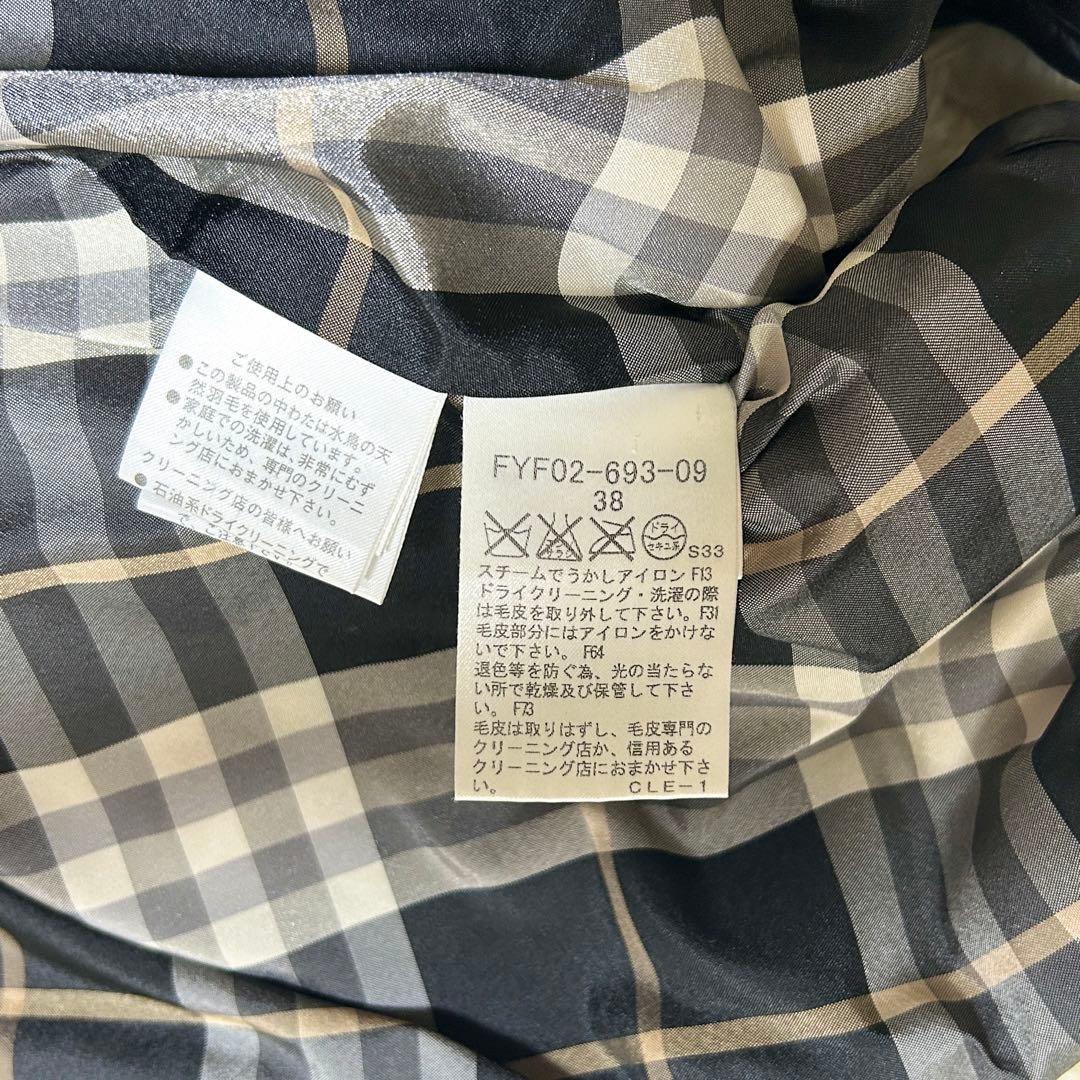 ご使用上のお願い
●この製品の中わたは水鳥の天
然羽毛を使用しています。
●家庭での洗濯は、非常にむず
かしいため、専門のクリーニ
ング店におまかせ下さい。
クリーニング店の皆様へお願い
●石油系ドライクリーニングで
FYF02-693-09
38
ドライ
セキユ系
S33
スチームでうかしアイロン F13
ドライクリーニング・洗濯の際
は毛皮を取り外して下さい。F31
毛皮部分にはアイロンをかけな
いで下さい。 F64
退色等を防ぐ為、光の当たらな
い所で乾燥及び保管して下さ
い。 F73
毛皮は取りはずし、毛皮専門の
クリーニング店か、信用ある
クリーニング店におまかせ下さ
い。 CLE-1